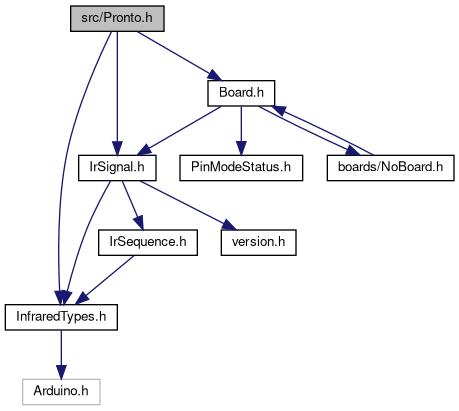 src/Pronto.h
Board.h
IrSignal.h
PinModeStatus.h
boards/NoBoard.h
IrSequence.h
version.h
InfraredTypes.h
Arduino.h